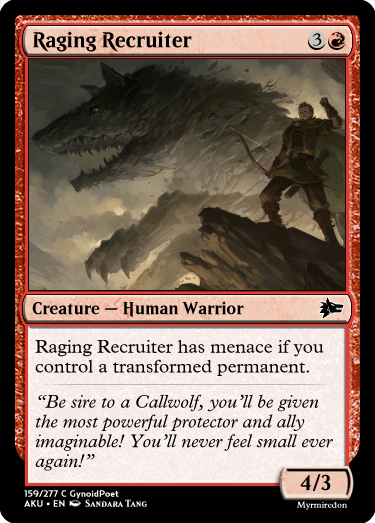 Raging Recruiter 3
Creature — Human Warrior
Raging Recruiter has menace if you
control a transformed permanent.
“Be sire to a Callwolf, you’ll be given
the most powerful protector and ally
imaginable! You’ll never feel small ever
again!”
4/3
159/277 C GynoidPoet
AKU • EN Sandara Tang
Myrmiredon